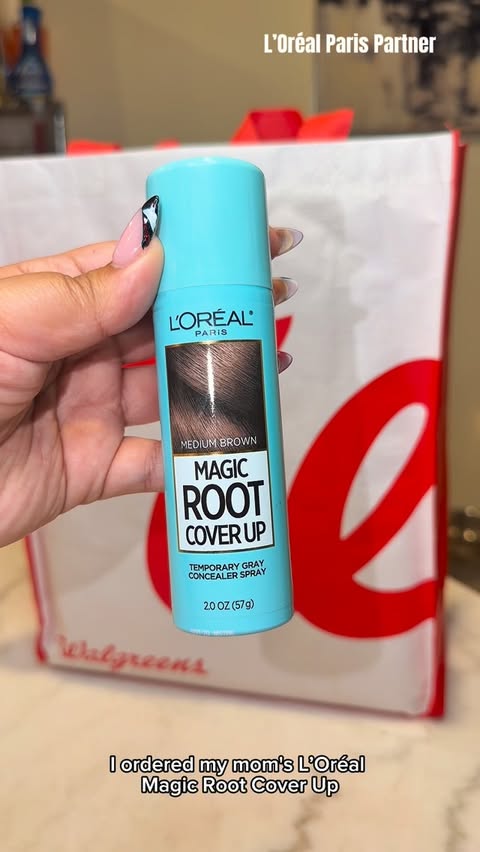 L'Oréal Paris Partner
L'ORÉAL®
PARIS
MEDIUM BROWN
MAGIC
ROOT
COVER UP
TEMPORARY GRAY
CONCEALER SPRAY
2.0 OZ (57g)
Walgreens
I ordered my mom's L'Oréal
Magic Root Cover Up